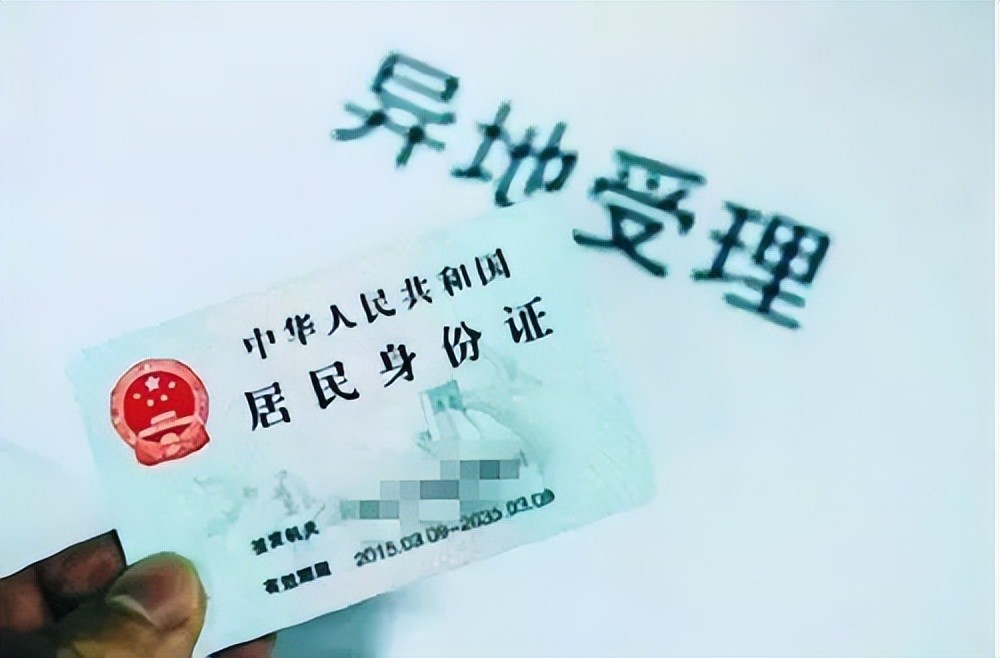 异地受理
中华人民共和国
居民身份证
签发机关
有效期限 2015.03.09-2035.03.09